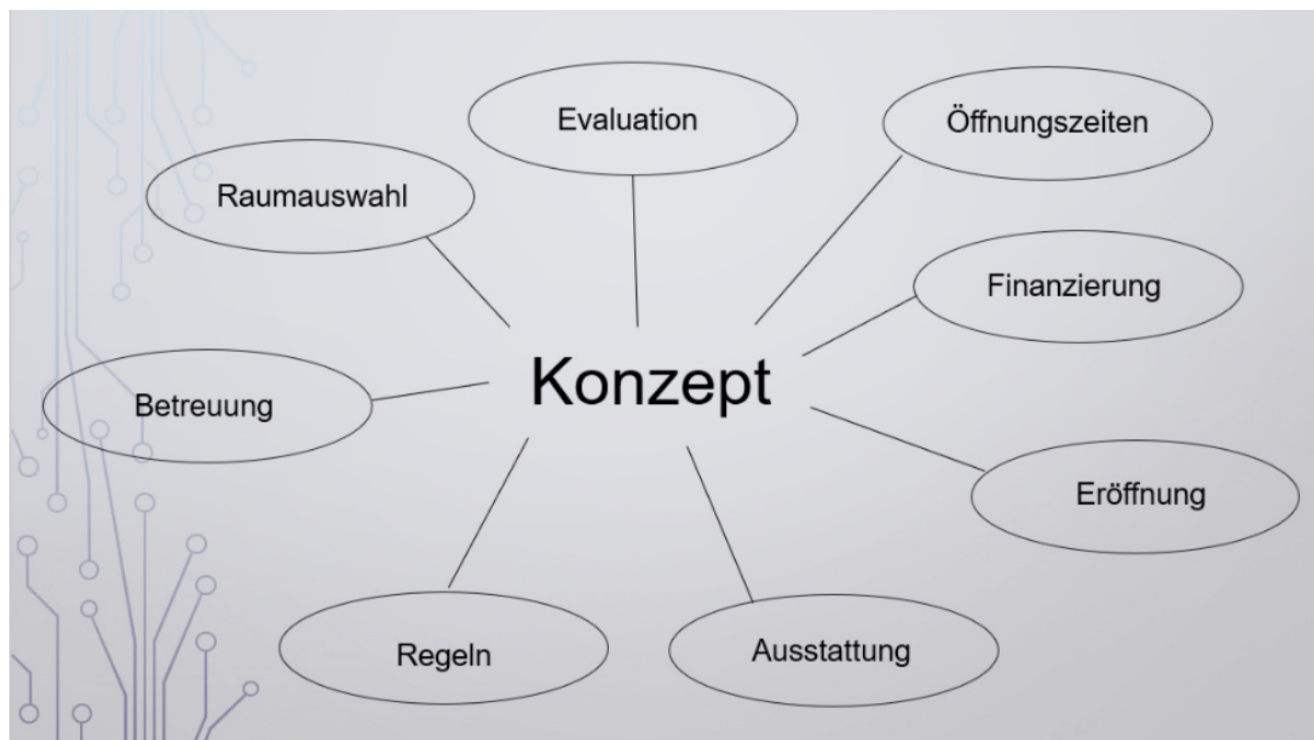 Evaluation
Öffnungszeiten
Raumauswahl
Finanzierung
Konzept
Betreuung
Eröffnung
Regeln
Ausstattung